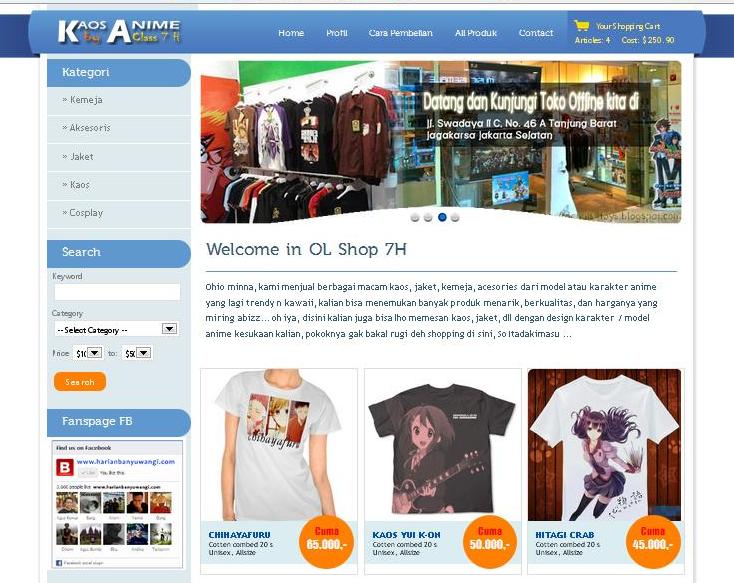 KAOS ANIME
By Class 7 H
Home Profil Cara Pembelian All Produk Contact
Your Shopping Cart
Articles: 4 Cost: $250.90
Kategori
» Kemeja
» Aksesoris
» Jaket
» Kaos
» Cosplay
Datang dan Kunjungi Toko Offline kita di
Jl. Swadaya II C. No. 46 A Tanjung Barat
Jagakarsa Jakarta Selatan
Search
Keyword
Category
-- Select Category --
Price to:
Search
Welcome in OL Shop 7H
Ohio minna, kami menjual berbagai macam kaos, jaket, kemeja, acesories dari model atau karakter anime
yang lagi trendy n kawaii, kalian bisa menemukan banyak produk menarik, berkualitas, dan harganya yang
miring abizz... oh iya, disini kalian juga bisa lho memesan kaos, jaket, dll dengan design karakter / model
anime kesukaan kalian, pokoknya gak bakal rugi deh shopping di sini, so itadakimasu ...
Fanspage FB
Find us on Facebook
B www.harianbanyuwangi.com
Like You like this.
people like www.harianbanyuwangi.com
Facebook social plugin
chihayafuru
CHIHAYAFURU
Cotten combed 20 s
Unisex, Allsize
Cuma
65.000,-
KAOS YUI K-ON
Cotten combed 20 s
Unisex, Allsize
Cuma
50.000,-
HITAGI CRAB
Cotten combed 20 s
Unisex, Allsize
Cuma
45.000,-